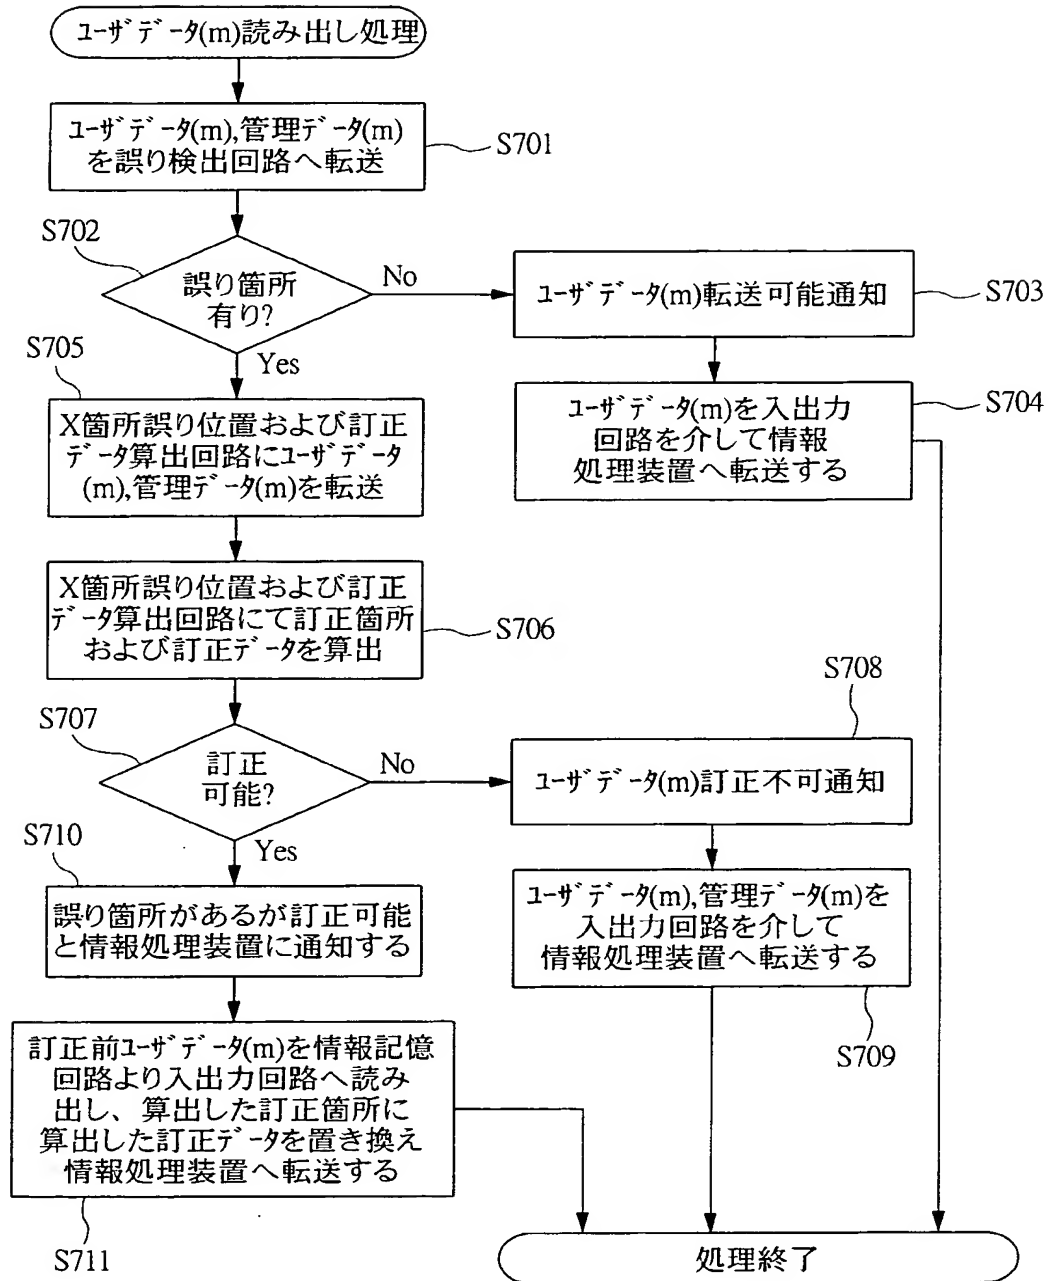 ﾕｰｻﾞﾃﾞｰﾀ(m)読み出し処理
ﾕｰｻﾞﾃﾞｰﾀ(m),管理ﾃﾞｰﾀ(m)
を誤り検出回路へ転送
S701
S702
誤り箇所
有り?
No
Yes
ﾕｰｻﾞﾃﾞｰﾀ(m)転送可能通知
S703
ﾕｰｻﾞﾃﾞｰﾀ(m)を入出力
回路を介して情報
処理装置へ転送する
S704
S705
X箇所誤り位置および訂正
ﾃﾞｰﾀ算出回路にﾕｰｻﾞﾃﾞｰﾀ
(m),管理ﾃﾞｰﾀ(m)を転送
X箇所誤り位置および訂正
ﾃﾞｰﾀ算出回路にて訂正箇所
および訂正ﾃﾞｰﾀを算出
S706
S707
訂正
可能?
No
Yes
S708
ﾕｰｻﾞﾃﾞｰﾀ(m)訂正不可通知
ﾕｰｻﾞﾃﾞｰﾀ(m),管理ﾃﾞｰﾀ(m)を
入出力回路を介して
情報処理装置へ転送する
S709
S710
誤り箇所があるが訂正可能
と情報処理装置に通知する
訂正前ﾕｰｻﾞﾃﾞｰﾀ(m)を情報記憶
回路より入出力回路へ読み
出し、算出した訂正箇所に
算出した訂正ﾃﾞｰﾀを置き換え
情報処理装置へ転送する
S711
処理終了